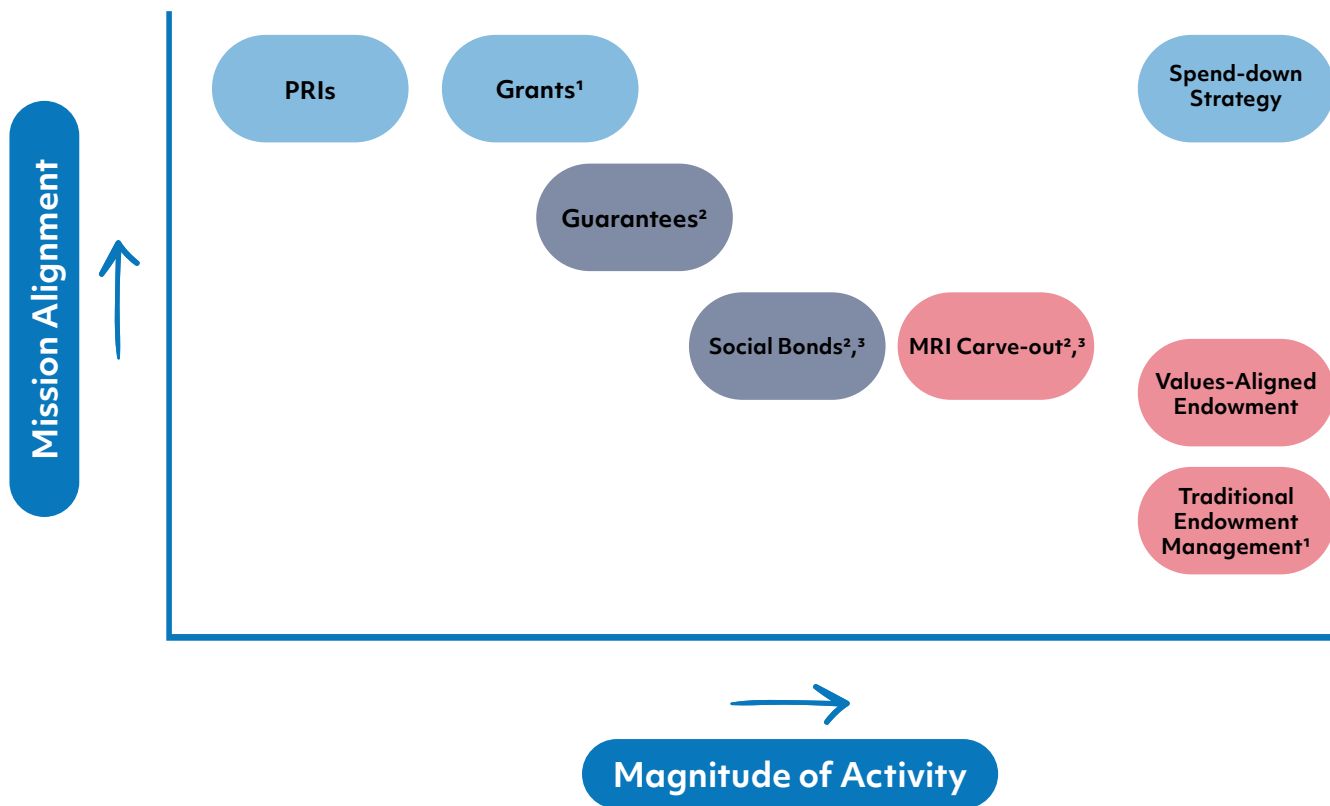 PRIs
Grants¹
Spend-down
Strategy
Guarantees²
Social Bonds²,³
MRI Carve-out²,³
Values-Aligned
Endowment
Traditional
Endowment
Management¹
Mission Alignment
Magnitude of Activity